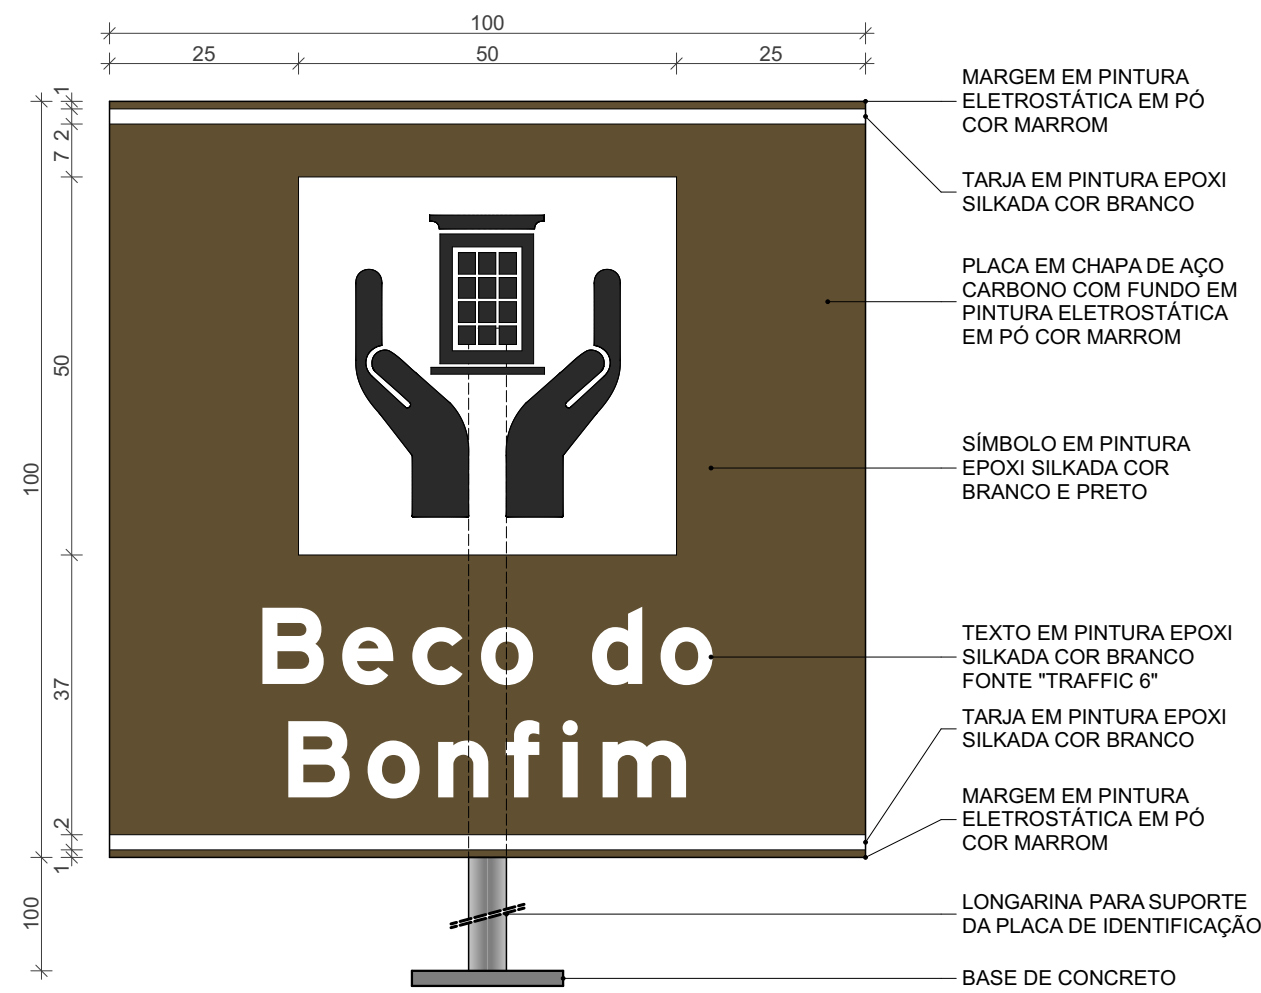 100
25
50
25
1
2
7
50
100
37
2
1
100
Beco do
Bonfim
MARGEM EM PINTURA
ELETROSTÁTICA EM PÓ
COR MARROM
TARJA EM PINTURA EPOXI
SILKADA COR BRANCO
PLACA EM CHAPA DE AÇO
CARBONO COM FUNDO EM
PINTURA ELETROSTÁTICA
EM PÓ COR MARROM
SÍMBOLO EM PINTURA
EPOXI SILKADA COR
BRANCO E PRETO
TEXTO EM PINTURA EPOXI
SILKADA COR BRANCO
FONTE "TRAFFIC 6"
TARJA EM PINTURA EPOXI
SILKADA COR BRANCO
MARGEM EM PINTURA
ELETROSTÁTICA EM PÓ
COR MARROM
LONGARINA PARA SUPORTE
DA PLACA DE IDENTIFICAÇÃO
BASE DE CONCRETO